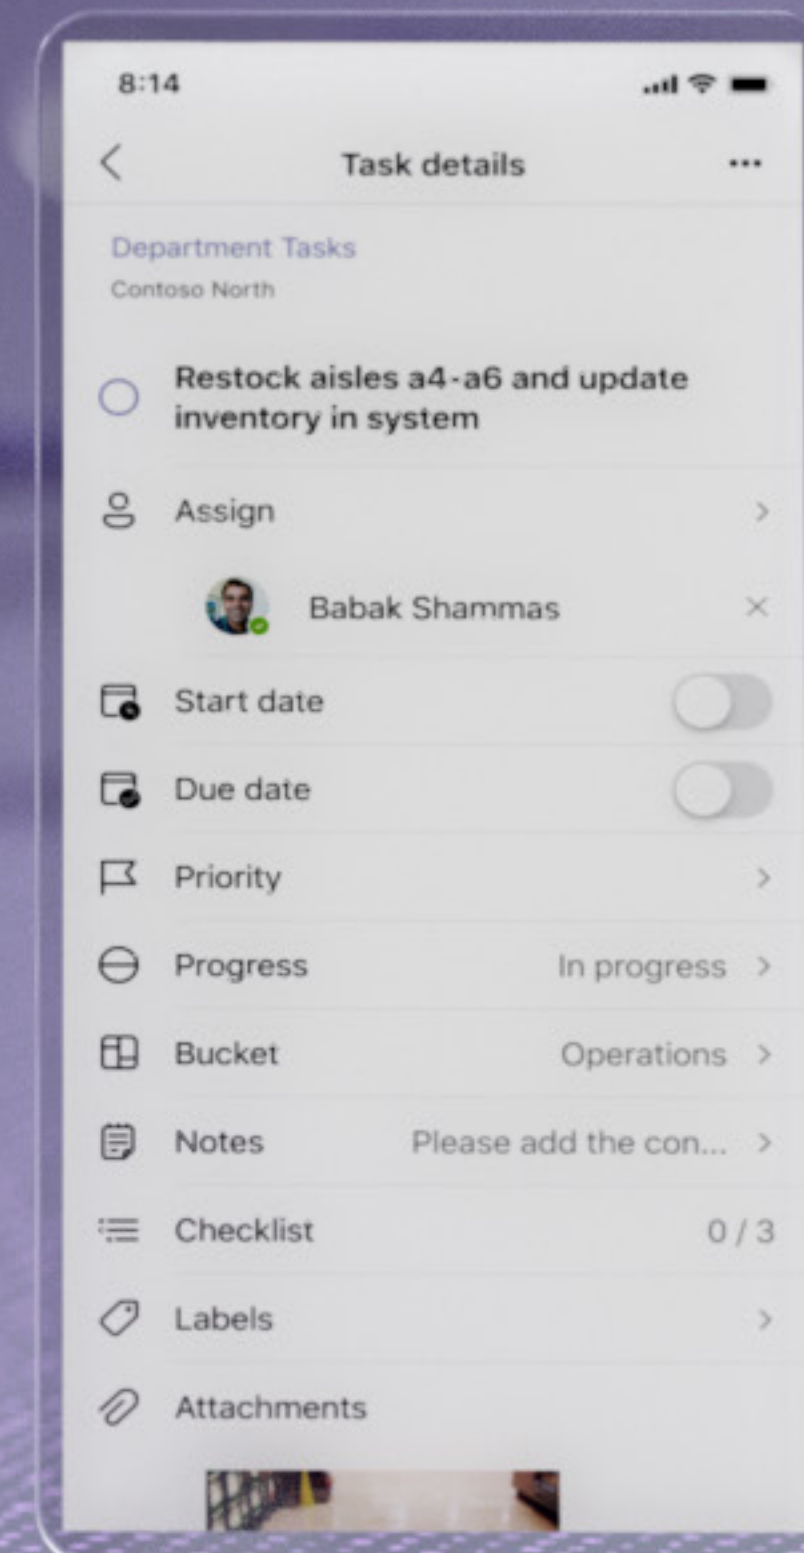 8:14
Task details
Department Tasks
Contoso North
Restock aisles a4-a6 and update
inventory in system
Assign
Babak Shammas
Start date
Due date
Priority
Progress In progress
Bucket Operations
Notes Please add the con...
Checklist 0 / 3
Labels
Attachments